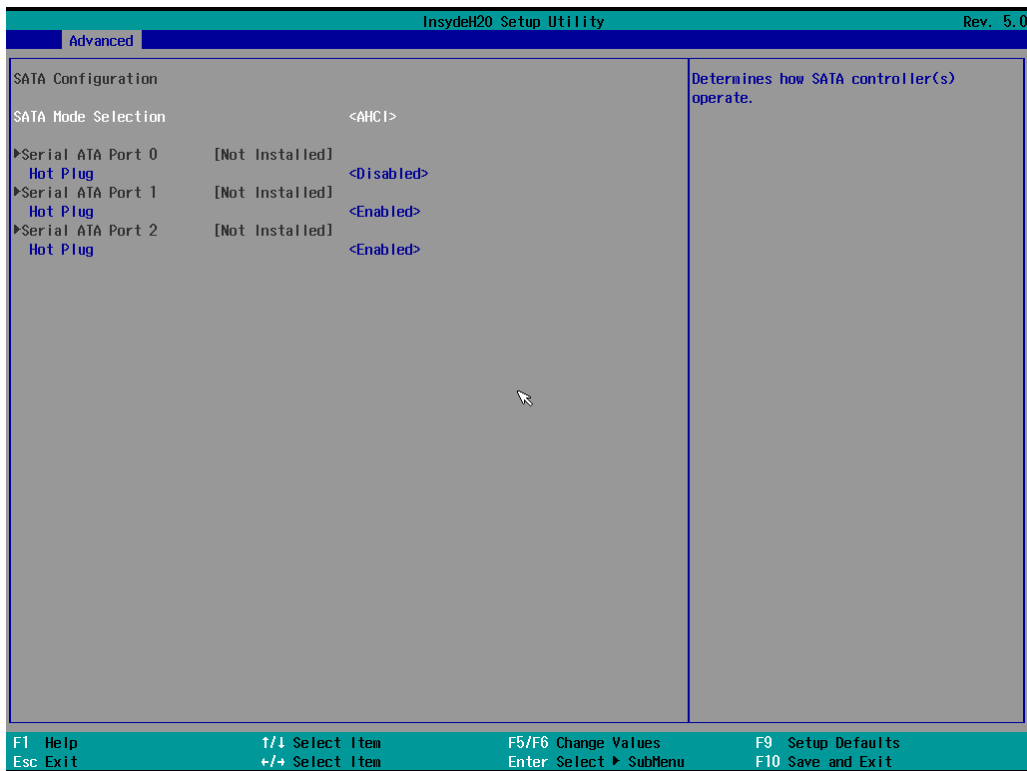 InsydeH20 Setup Utility Rev. 5.0
Advanced
SATA Configuration
SATA Mode Selection <AHCI>
▶Serial ATA Port 0 [Not Installed]
Hot Plug <Disabled>
▶Serial ATA Port 1 [Not Installed]
Hot Plug <Enabled>
▶Serial ATA Port 2 [Not Installed]
Hot Plug <Enabled>
Determines how SATA controller(s)
operate.
F1 Help ↑/↓ Select Item F5/F6 Change Values F9 Setup Defaults
Esc Exit ←/→ Select Item Enter Select ▶ SubMenu F10 Save and Exit